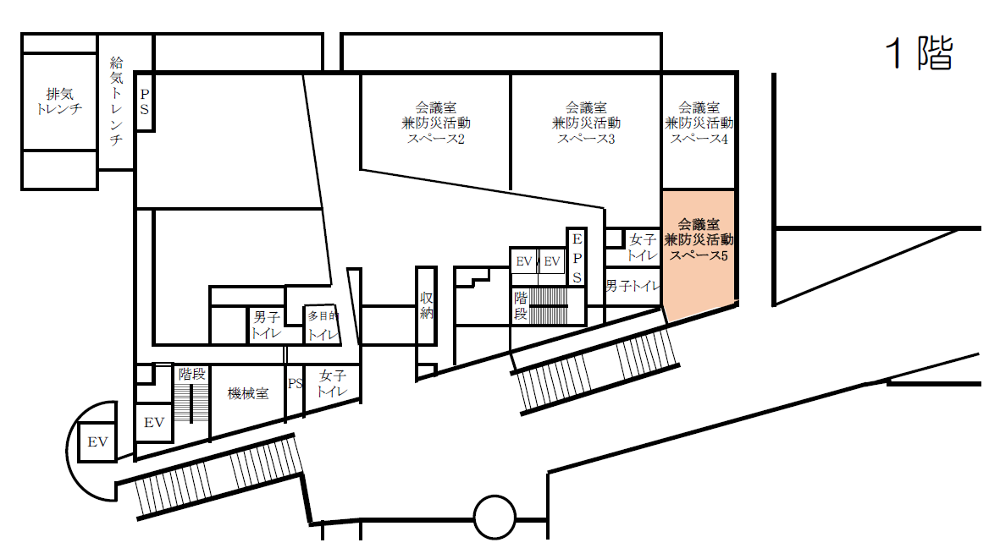 1階
排気
トレンチ
給気トレンチ
PS
会議室
兼防災活動
スペース2
会議室
兼防災活動
スペース3
会議室
兼防災活動
スペース4
会議室
兼防災活動
スペース5
EPS
女子
トイレ
EV
EV
男子トイレ
階段
収納
男子
トイレ
多目的
トイレ
階段
機械室
PS
女子
トイレ
EV
EV